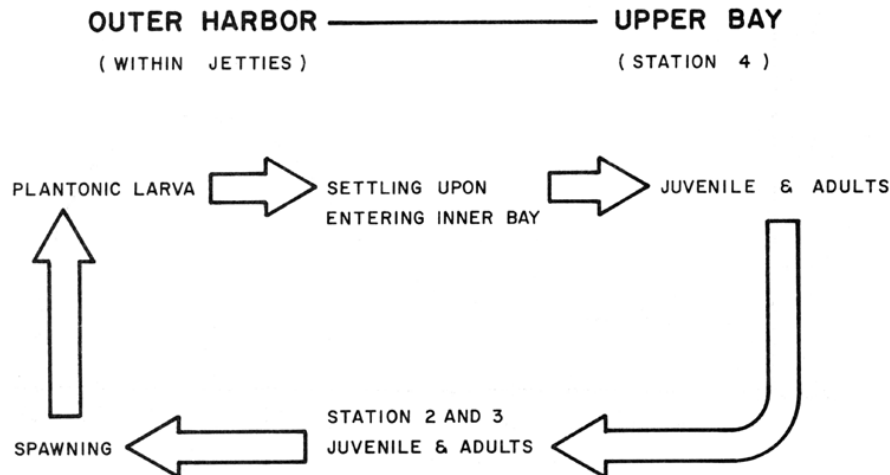 OUTER HARBOR UPPER BAY
( WITHIN JETTIES ) ( STATION 4 )
PLANTONIC LARVA SETTLING UPON JUVENILE & ADULTS
ENTERING INNER BAY
STATION 2 AND 3
SPAWNING JUVENILE & ADULTS